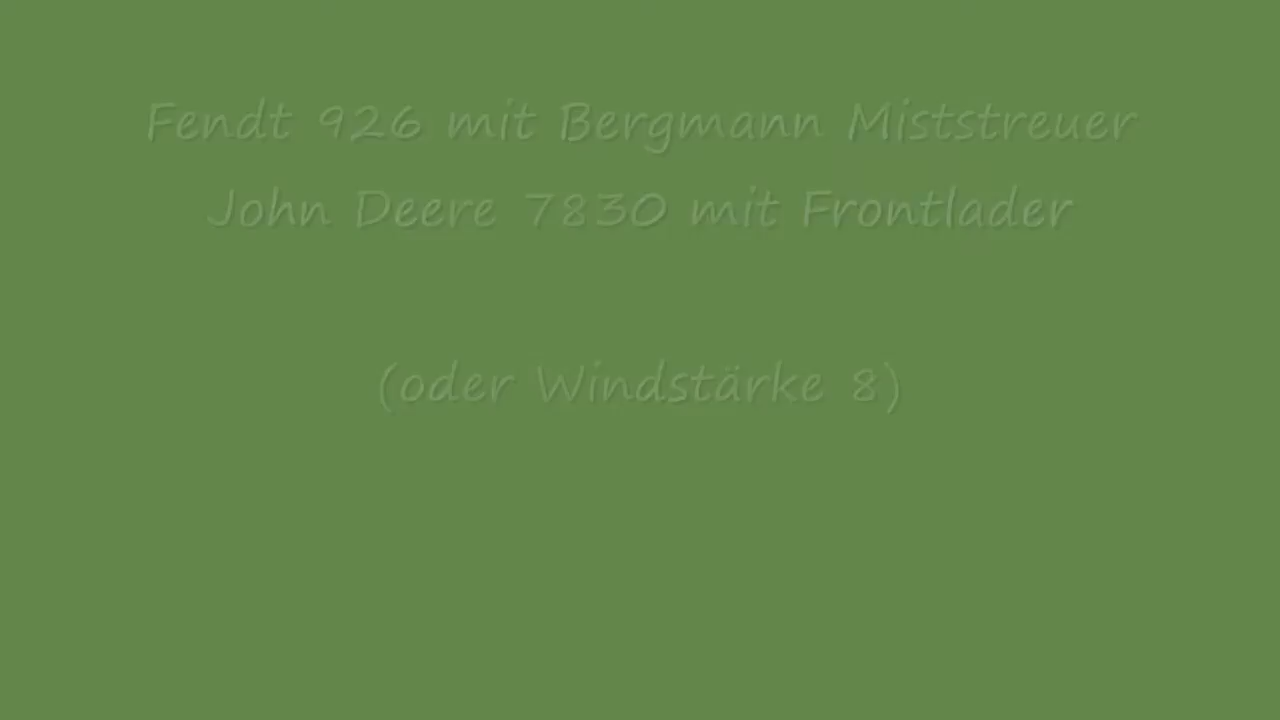 Fendt 926 mit Bergmann Miststreuer
John Deere 7830 mit Frontlader
(oder Windstärke 8)